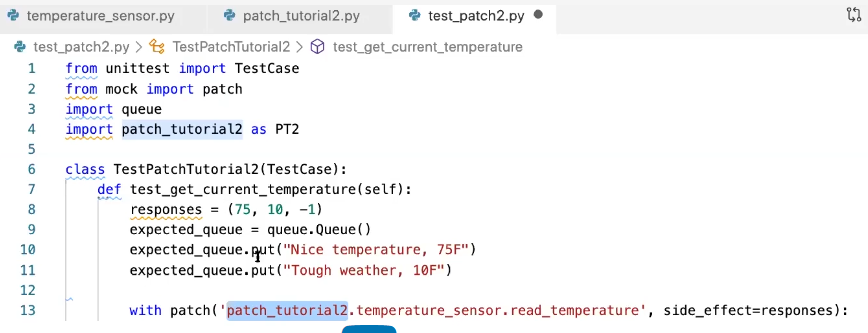 temperature_sensor.py patch_tutorial2.py test_patch2.py
test_patch2.py > TestPatchTutorial2 > test_get_current_temperature
1 from unittest import TestCase
2 from mock import patch
3 import queue
4 import patch_tutorial2 as PT2
5
6 class TestPatchTutorial2(TestCase):
7 def test_get_current_temperature(self):
8 responses = (75, 10, -1)
9 expected_queue = queue.Queue()
10 expected_queue.put("Nice temperature, 75F")
11 expected_queue.put("Tough weather, 10F")
12
13 with patch('patch_tutorial2.temperature_sensor.read_temperature', side_effect=responses):